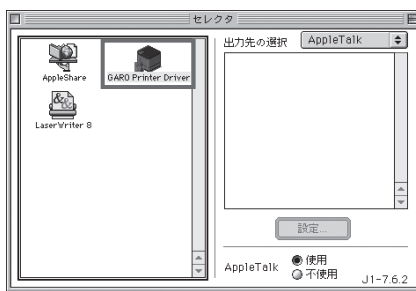 セレクタ
AppleShare
GARO Printer Driver
LaserWriter 8
出力先の選択 AppleTalk
設定...
AppleTalk
使用
不使用
J1-7.6.2